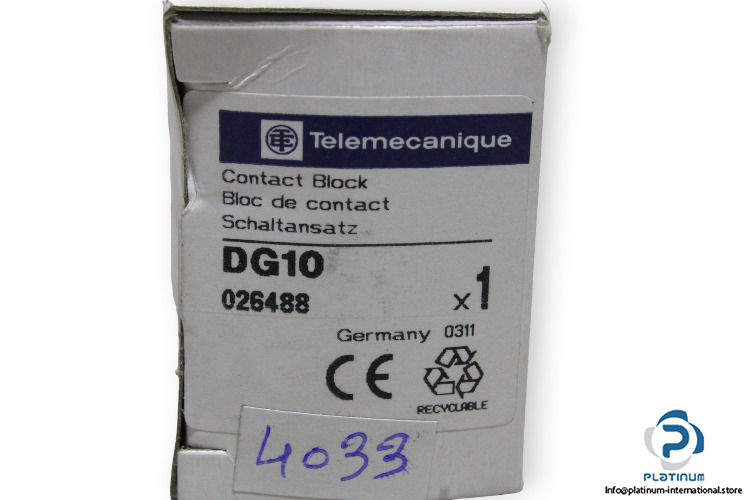 Telemecanique
Contact Block
Bloc de contact
Schaltansatz
DG10
026488
x1
Germany 0311
CE
RECYCLABLE
4033
PLATINUM
Info@platinum-international.store